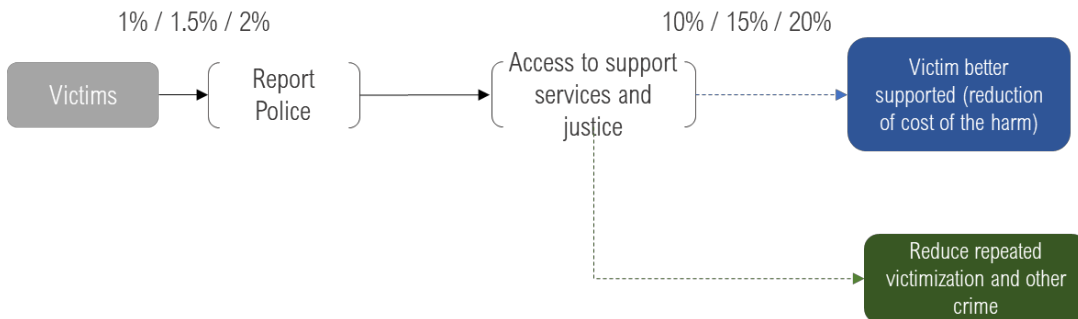 1% / 1.5% / 2%
10% / 15% / 20%
Victims
Report
Police
Access to support
services and
justice
Victim better
supported (reduction
of cost of the harm)
Reduce repeated
victimization and other
crime